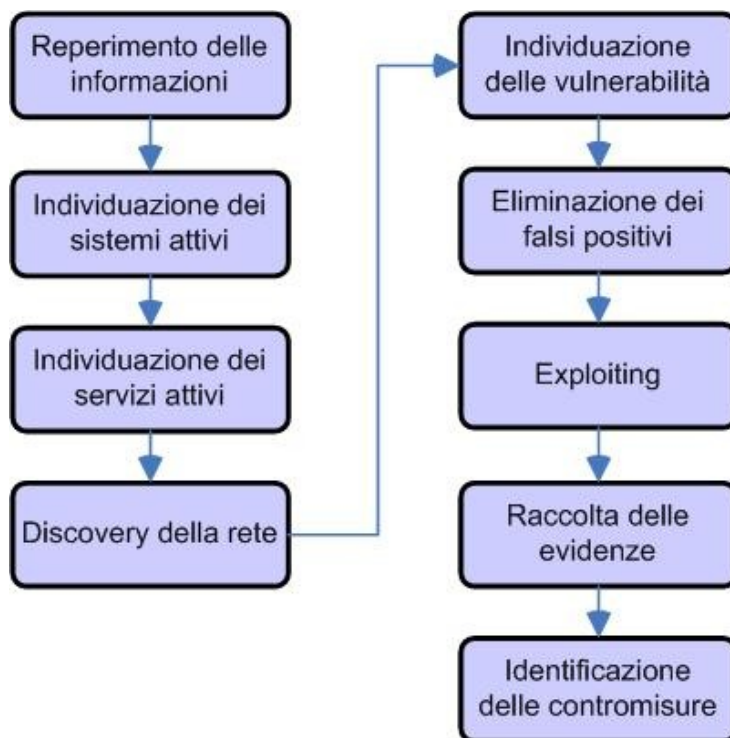 Reperimento delle
informazioni
Individuazione dei
sistemi attivi
Individuazione dei
servizi attivi
Discovery della rete
Individuazione
delle vulnerabilità
Eliminazione dei
falsi positivi
Exploiting
Raccolta delle
evidenze
Identificazione
delle contromisure